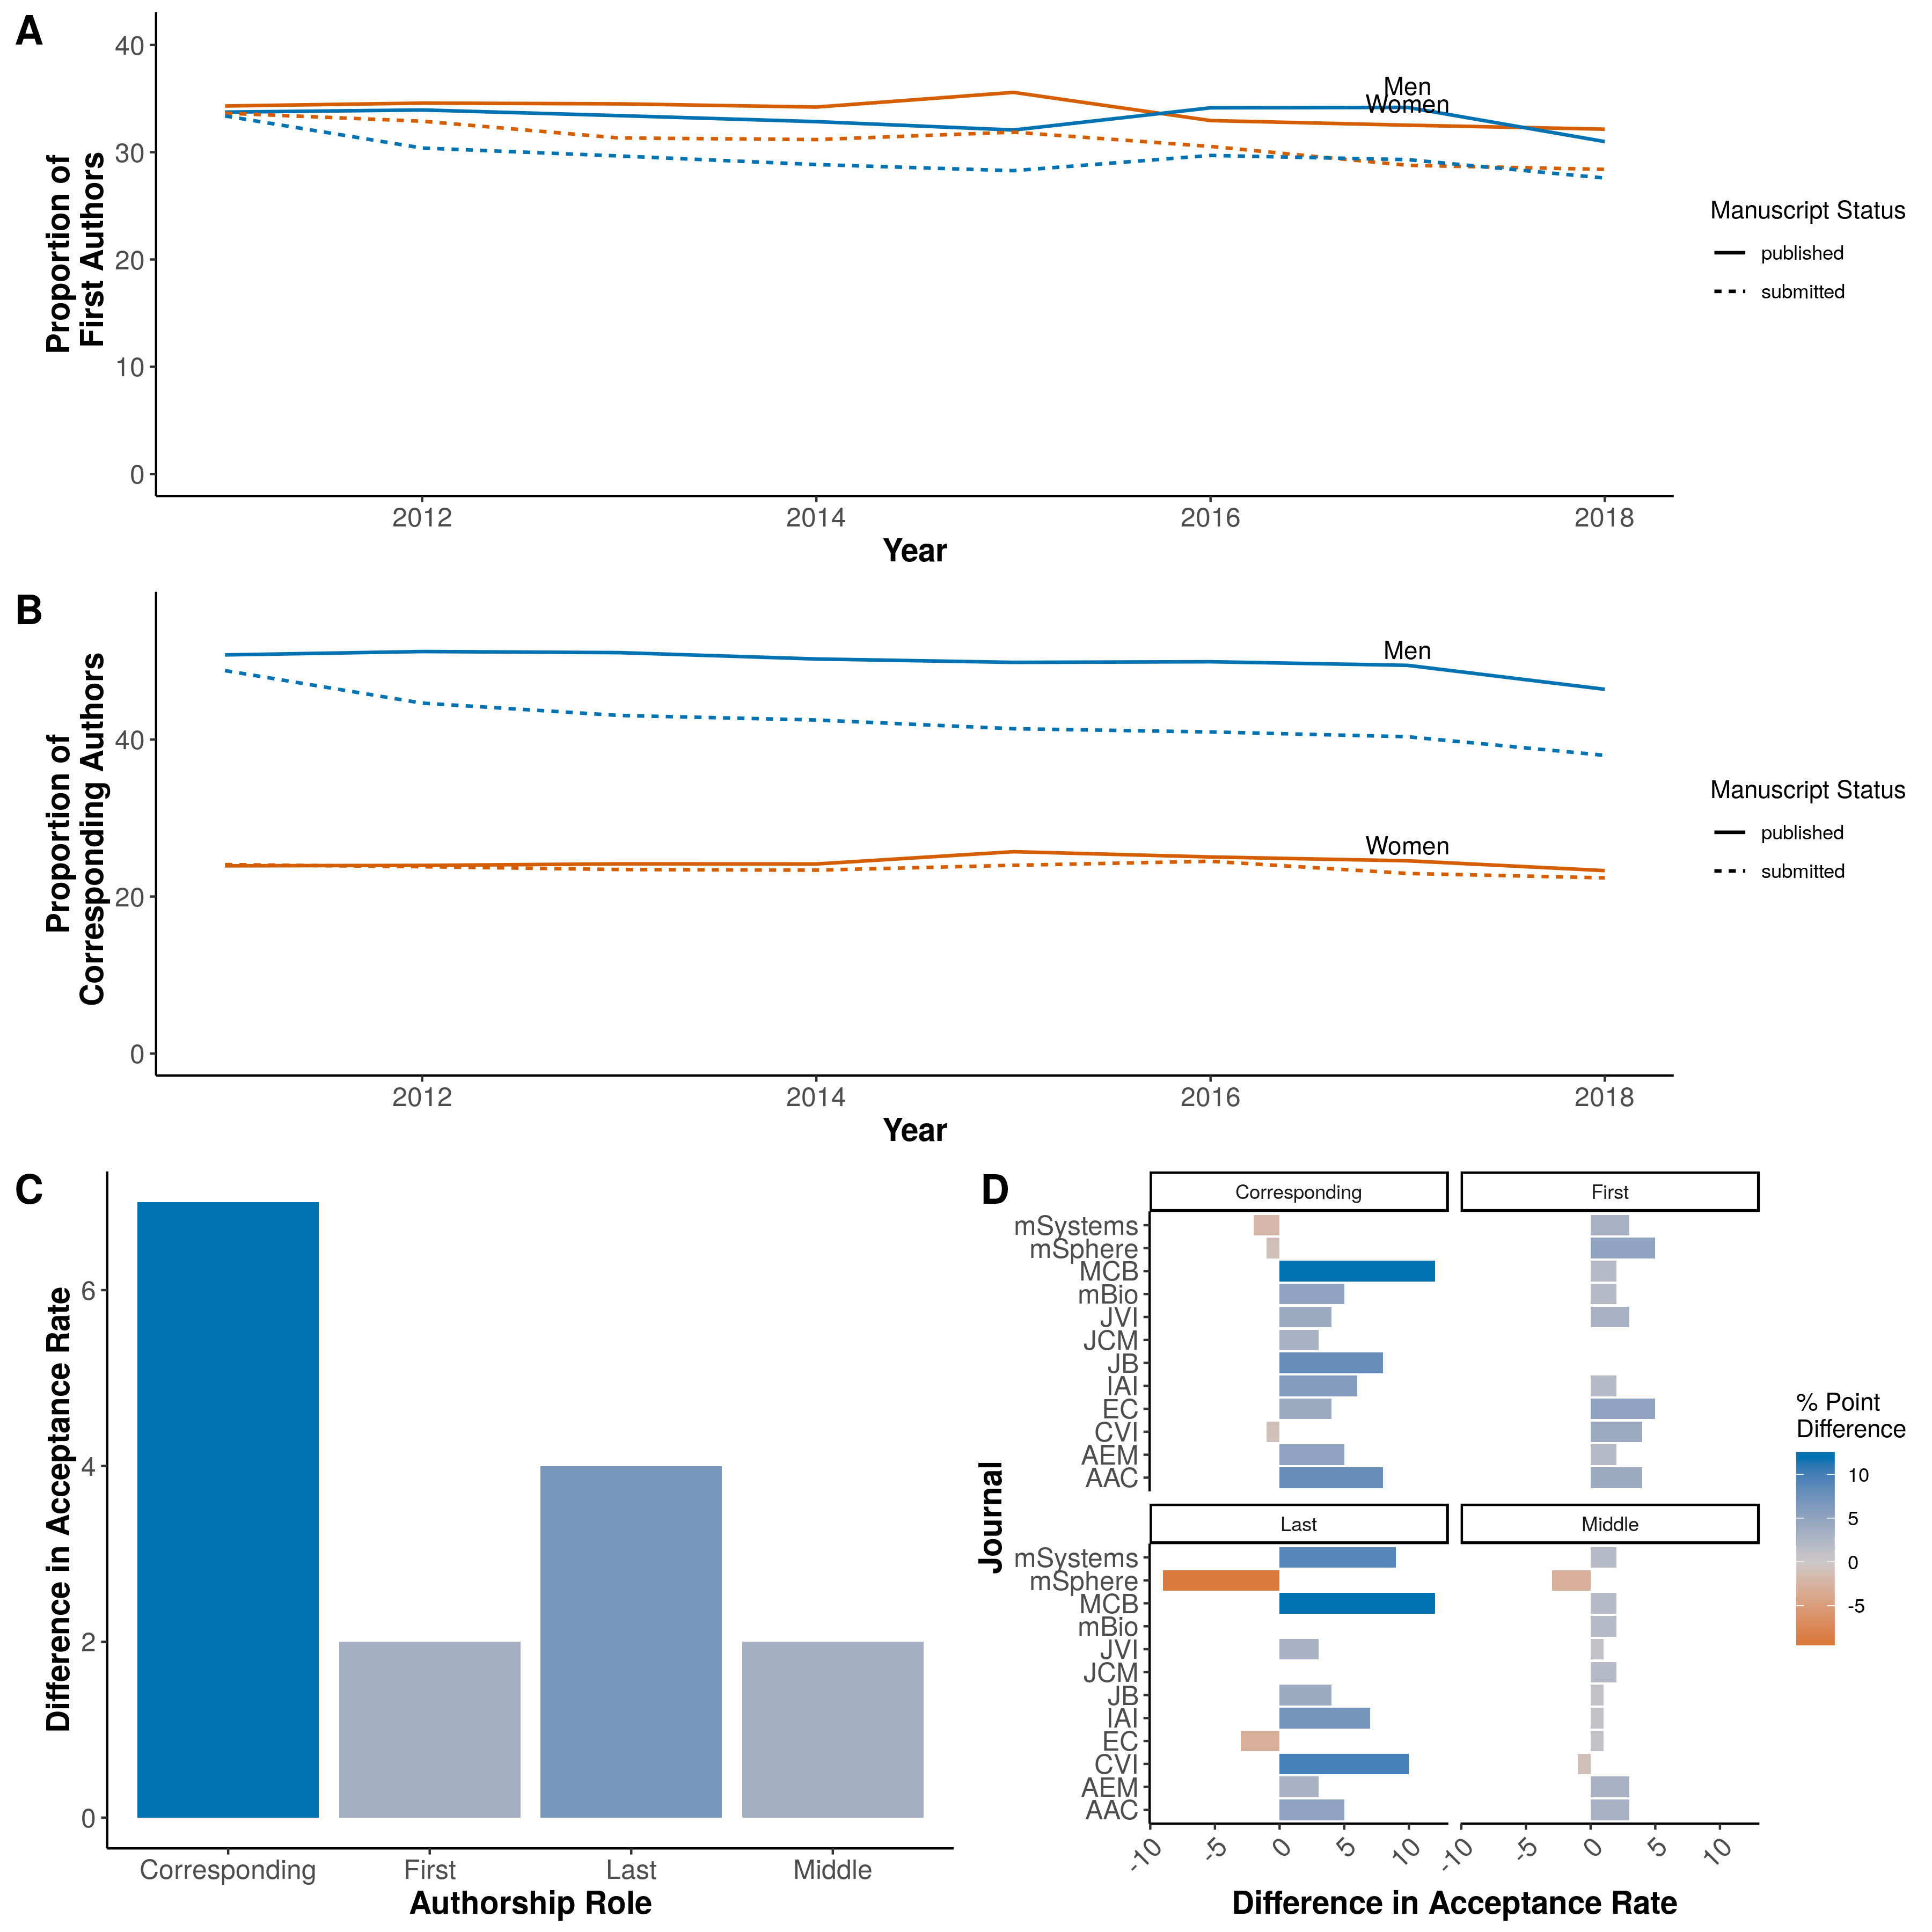 A
40
30
20
10
0
Proportion of
First Authors
Men
Women
2012
2014
2016
2018
Year
Manuscript Status
published
submitted
B
40
20
0
Proportion of
Corresponding Authors
Men
Women
2012
2014
2016
2018
Year
Manuscript Status
published
submitted
C
6
4
2
0
Difference in Acceptance Rate
Corresponding
First
Last
Middle
Authorship Role
D
Corresponding
First
mSystems
mSphere
MCB
mBio
JVI
JCM
JB
IAI
EC
CVI
AEM
AAC
Journal
Last
Middle
mSystems
mSphere
MCB
mBio
JVI
JCM
JB
IAI
EC
CVI
AEM
AAC
-10
-5
0
5
10
-10
-5
0
5
10
Difference in Acceptance Rate
% Point
Difference
10
5
0
-5